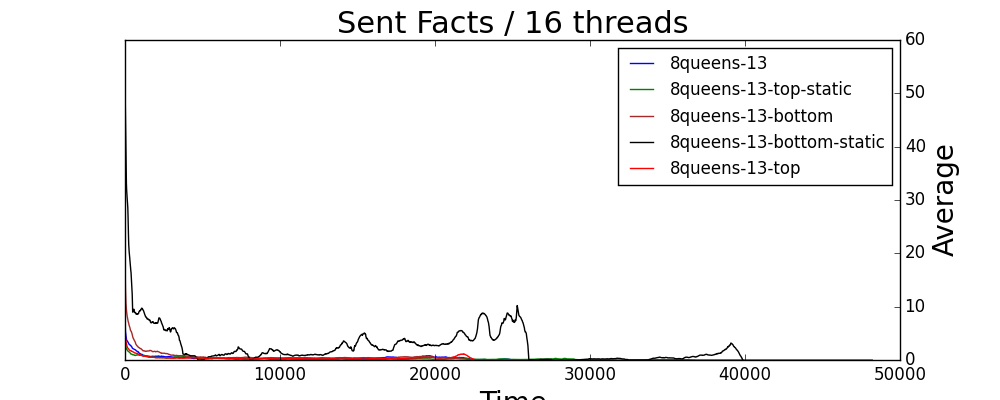 Sent Facts / 16 threads
60
8queens-13
8queens-13-top-static
50
8queens-13-bottom
40
8queens-13-bottom-static
8queens-13-top
30
Average
20
10
0
0 10000 20000 30000 40000 50000
Time